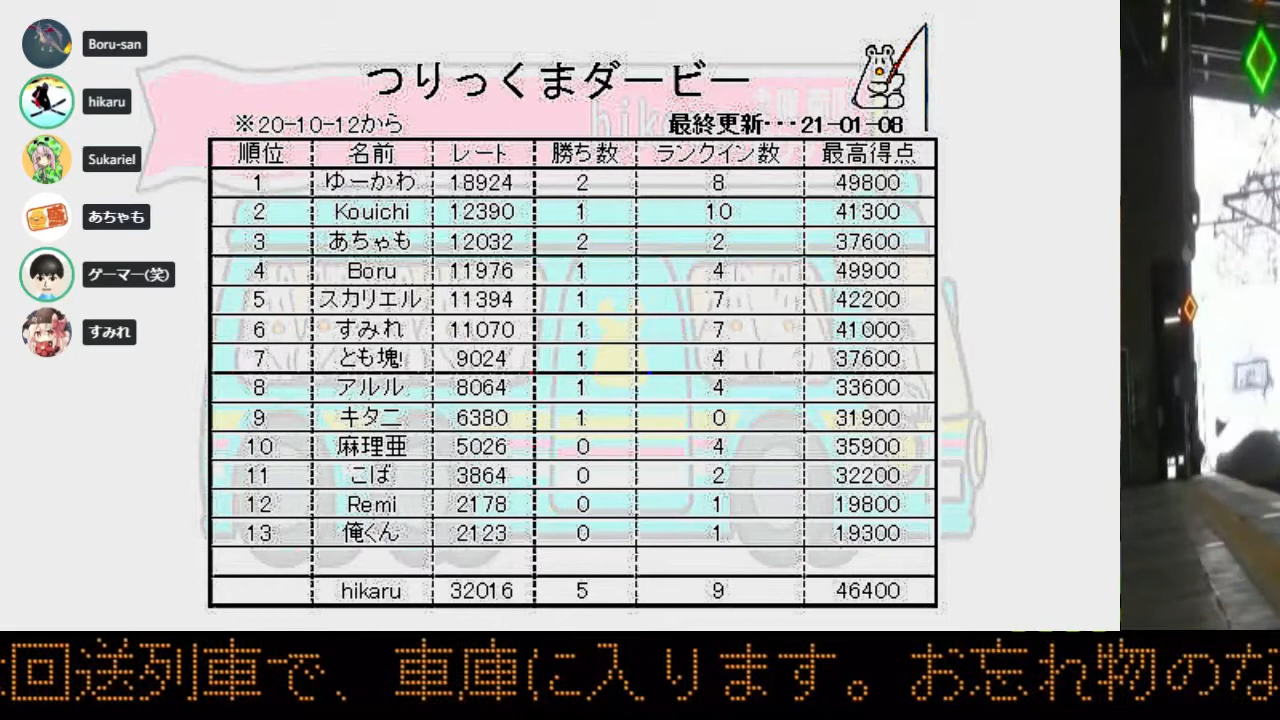 Boru-san
hikaru
Sukariel
あちゃも
ゲーマー(笑)
すみれ
つりっくまダービー
※20-10-12から
最終更新･･･21-01-08
順位 名前 レート 勝ち数 ランクイン数 最高得点
1 ゆーかわ 18924 2 8 49800
2 Kouichi 12390 1 10 41300
3 あちゃも 12032 2 2 37600
4 Boru 11976 1 4 49900
5 スカリエル 11394 1 7 42200
6 すみれ 11070 1 7 41000
7 とも塊! 9024 1 4 37600
8 アルル 8064 1 4 33600
9 キタニ 6380 1 0 31900
10 麻理亜 5026 0 4 35900
11 こば 3864 0 2 32200
12 Remi 2178 0 1 19800
13 俺くん 2123 0 1 19300
hikaru 32016 5 9 46400
回送列車で、車庫に入ります。お忘れ物のな